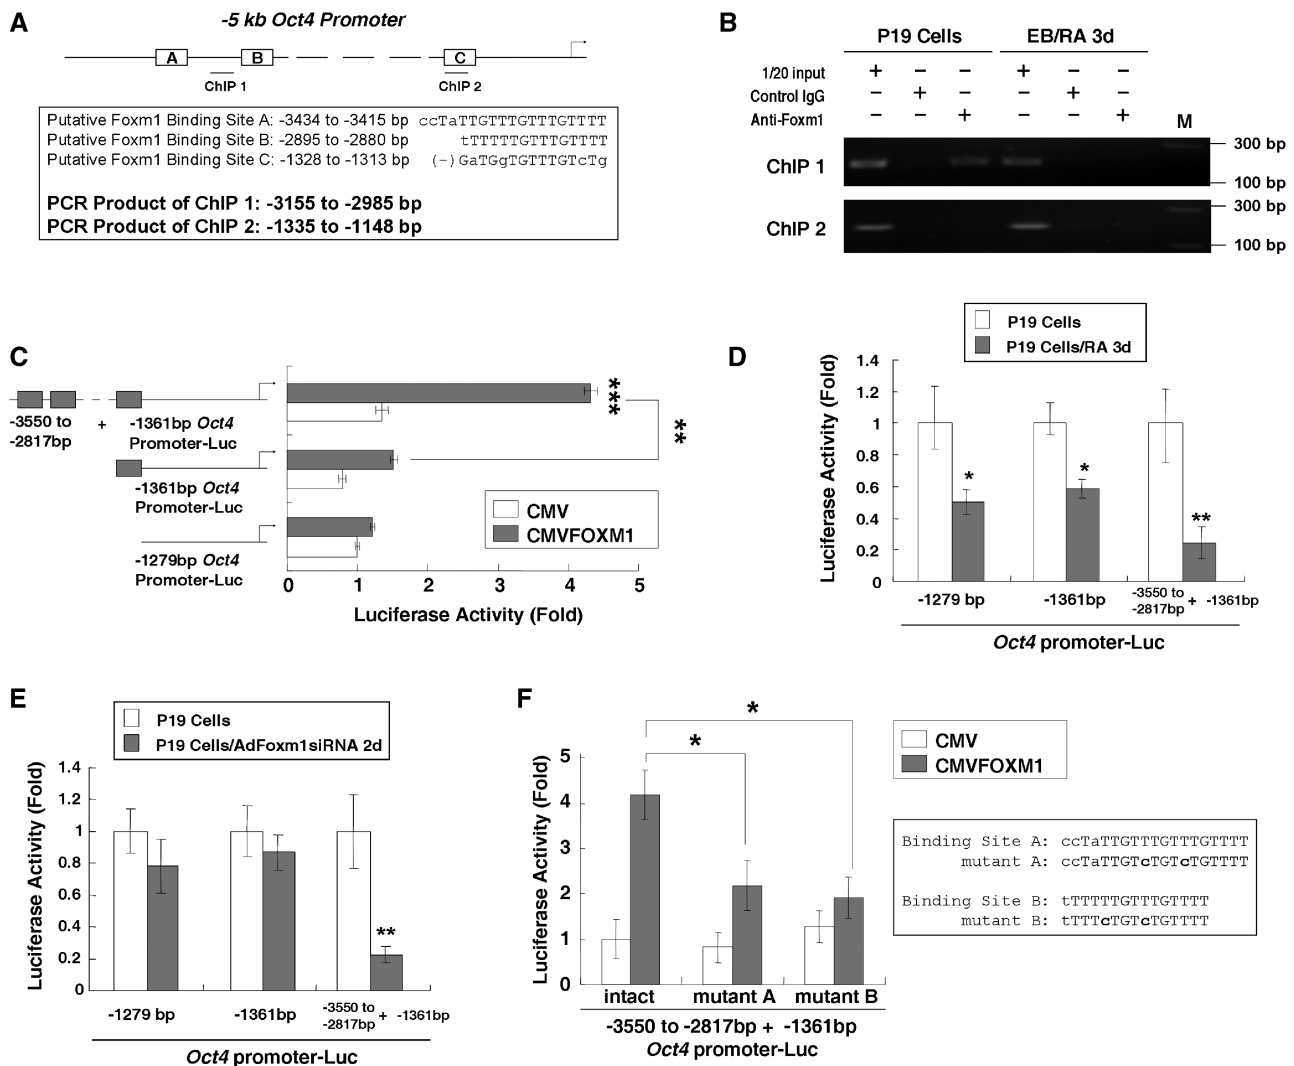 A
-5 kb Oct4 Promoter
A
B
C
ChIP 1
ChIP 2
Putative Foxm1 Binding Site A: -3434 to -3415 bp ccTaTTGTTTGTTTGTTTT
Putative Foxm1 Binding Site B: -2895 to -2880 bp tTTTTTGTTTGTTTT
Putative Foxm1 Binding Site C: -1328 to -1313 bp (-)GaTGgTGTTTGTcTg
PCR Product of ChIP 1: -3155 to -2985 bp
PCR Product of ChIP 2: -1335 to -1148 bp
B
P19 Cells EB/RA 3d
1/20 input + − − + − −
Control IgG − + − − + −
Anti-Foxm1 − − + − − +
M
ChIP 1
300 bp
100 bp
ChIP 2
300 bp
100 bp
C
-3550 to -2817bp + -1361bp Oct4 Promoter-Luc
-1361bp Oct4
Promoter-Luc
-1279bp Oct4
Promoter-Luc
***
**
CMV
CMVFOXM1
0 1 2 3 4 5
Luciferase Activity (Fold)
D
P19 Cells
P19 Cells/RA 3d
Luciferase Activity (Fold)
1.4
1.2
1
0.8
0.6
0.4
0.2
0
*
*
**
-1279 bp
-1361bp
-3550 to -2817bp + -1361bp
Oct4 promoter-Luc
E
P19 Cells
P19 Cells/AdFoxm1siRNA 2d
Luciferase Activity (Fold)
1.4
1.2
1
0.8
0.6
0.4
0.2
0
**
-1279 bp
-1361bp
-3550 to -2817bp + -1361bp
Oct4 promoter-Luc
F
*
*
Luciferase Activity (Fold)
5
4
3
2
1
0
intact mutant A mutant B
-3550 to -2817bp + -1361bp
Oct4 promoter-Luc
CMV
CMVFOXM1
Binding Site A: ccTaTTGTTTGTTTGTTTT
mutant A: ccTaTTGTcTGTcTGTTTT
Binding Site B: tTTTTTGTTTGTTTT
mutant B: tTTTcTGTcTGTTTT